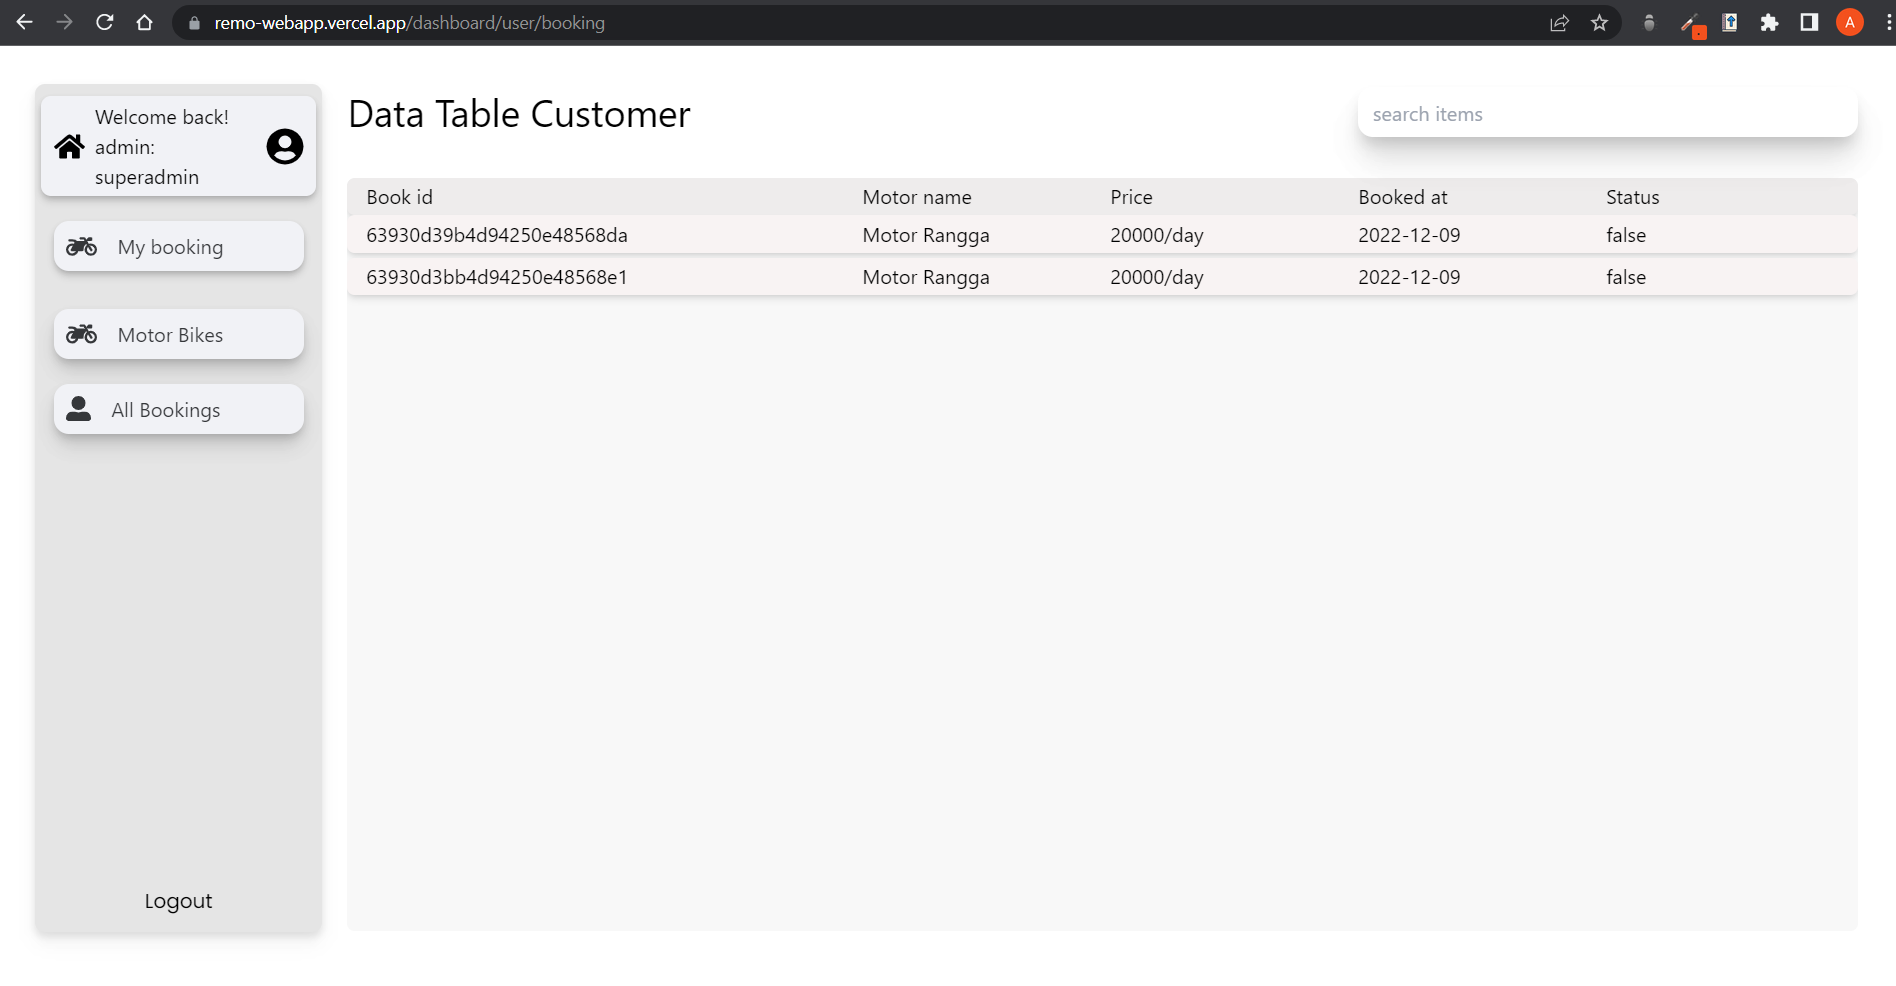 remo-webapp.vercel.app/dashboard/user/booking
A
Welcome back!
admin:
superadmin
My booking
Motor Bikes
All Bookings
Logout
Data Table Customer
search items
Book id Motor name Price Booked at Status
63930d39b4d94250e48568da Motor Rangga 20000/day 2022-12-09 false
63930d3bb4d94250e48568e1 Motor Rangga 20000/day 2022-12-09 false